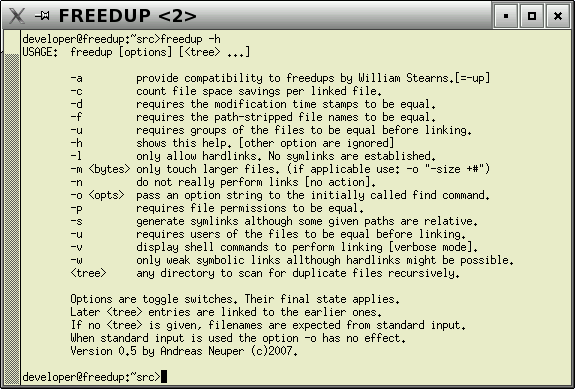 FREEDUP <2>
developer@freedup:~src>freedup -h
USAGE:  freedup [options] [<tree> ...]
-a        provide compatibility to freedups by William Stearns.[=-up]
-c        count file space savings per linked file.
-d        requires the modification time stamps to be equal.
-f        requires the path-stripped file names to be equal.
-u        requires groups of the files to be equal before linking.
-h        shows this help. [other option are ignored]
-l        only allow hardlinks. No symlinks are established.
-m <bytes> only touch larger files. (if applicable use: -o "-size +#")
-n        do not really perform links [no action].
-o <opts>  pass an option string to the initially called find command.
-p        requires file permissions to be equal.
-s        generate symlinks although some given paths are relative.
-u        requires users of the files to be equal before linking.
-v        display shell commands to perform linking [verbose mode].
-w        only weak symbolic links allthough hardlinks might be possible.
<tree>    any directory to scan for duplicate files recursively.
Options are toggle switches. Their final state applies.
Later <tree> entries are linked to the earlier ones.
If no <tree> is given, filenames are expected from standard input.
When standard input is used the option -o has no effect.
Version 0.5 by Andreas Neuper (c)2007.
developer@freedup:~src>